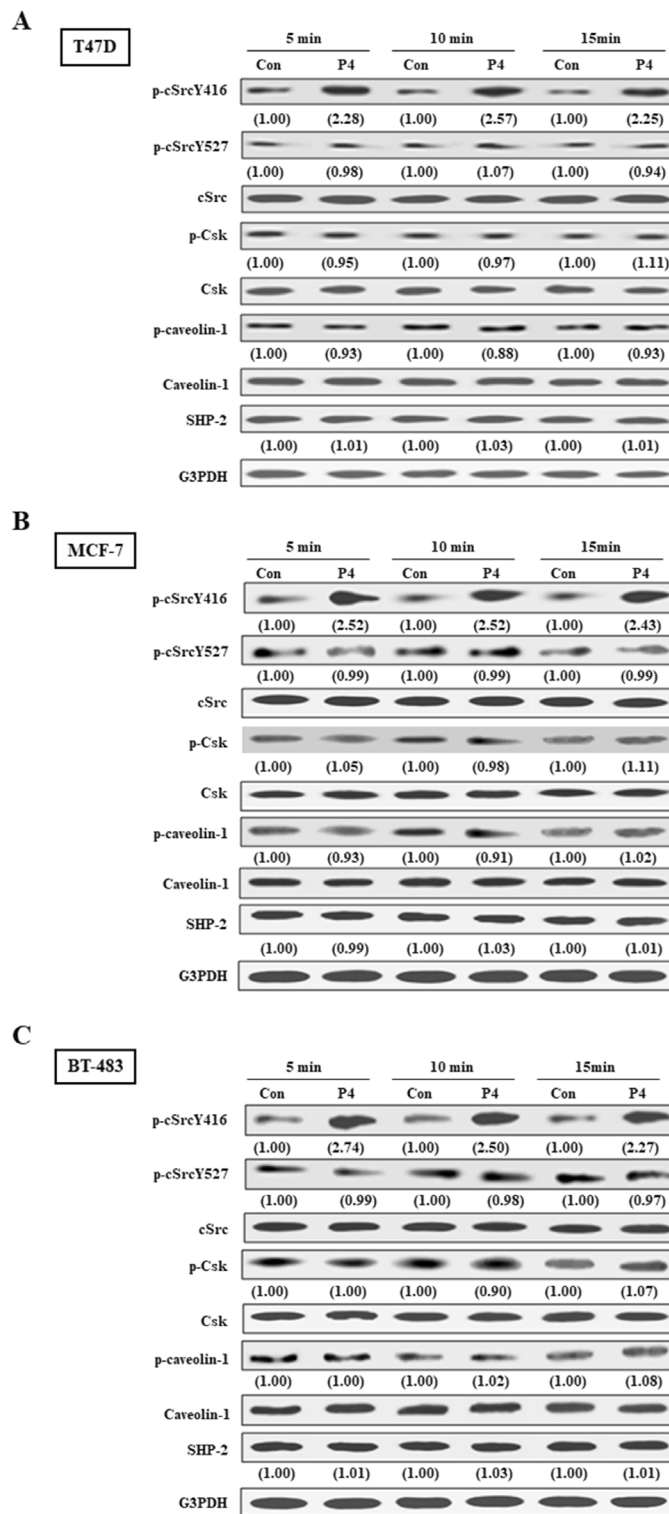 A
T47D
5 min 10 min 15min
Con P4 Con P4 Con P4
p-cSrcY416
(1.00) (2.28) (1.00) (2.57) (1.00) (2.25)
p-cSrcY527
(1.00) (0.98) (1.00) (1.07) (1.00) (0.94)
cSrc
p-Csk
(1.00) (0.95) (1.00) (0.97) (1.00) (1.11)
Csk
p-caveolin-1
(1.00) (0.93) (1.00) (0.88) (1.00) (0.93)
Caveolin-1
SHP-2
(1.00) (1.01) (1.00) (1.03) (1.00) (1.01)
G3PDH
B
MCF-7
5 min 10 min 15min
Con P4 Con P4 Con P4
p-cSrcY416
(1.00) (2.52) (1.00) (2.52) (1.00) (2.43)
p-cSrcY527
(1.00) (0.99) (1.00) (0.99) (1.00) (0.99)
cSrc
p-Csk
(1.00) (1.05) (1.00) (0.98) (1.00) (1.11)
Csk
p-caveolin-1
(1.00) (0.93) (1.00) (0.91) (1.00) (1.02)
Caveolin-1
SHP-2
(1.00) (0.99) (1.00) (1.03) (1.00) (1.01)
G3PDH
C
BT-483
5 min 10 min 15min
Con P4 Con P4 Con P4
p-cSrcY416
(1.00) (2.74) (1.00) (2.50) (1.00) (2.27)
p-cSrcY527
(1.00) (0.99) (1.00) (0.98) (1.00) (0.97)
cSrc
p-Csk
(1.00) (1.00) (1.00) (0.90) (1.00) (1.07)
Csk
p-caveolin-1
(1.00) (1.00) (1.00) (1.02) (1.00) (1.08)
Caveolin-1
SHP-2
(1.00) (1.01) (1.00) (1.03) (1.00) (1.01)
G3PDH